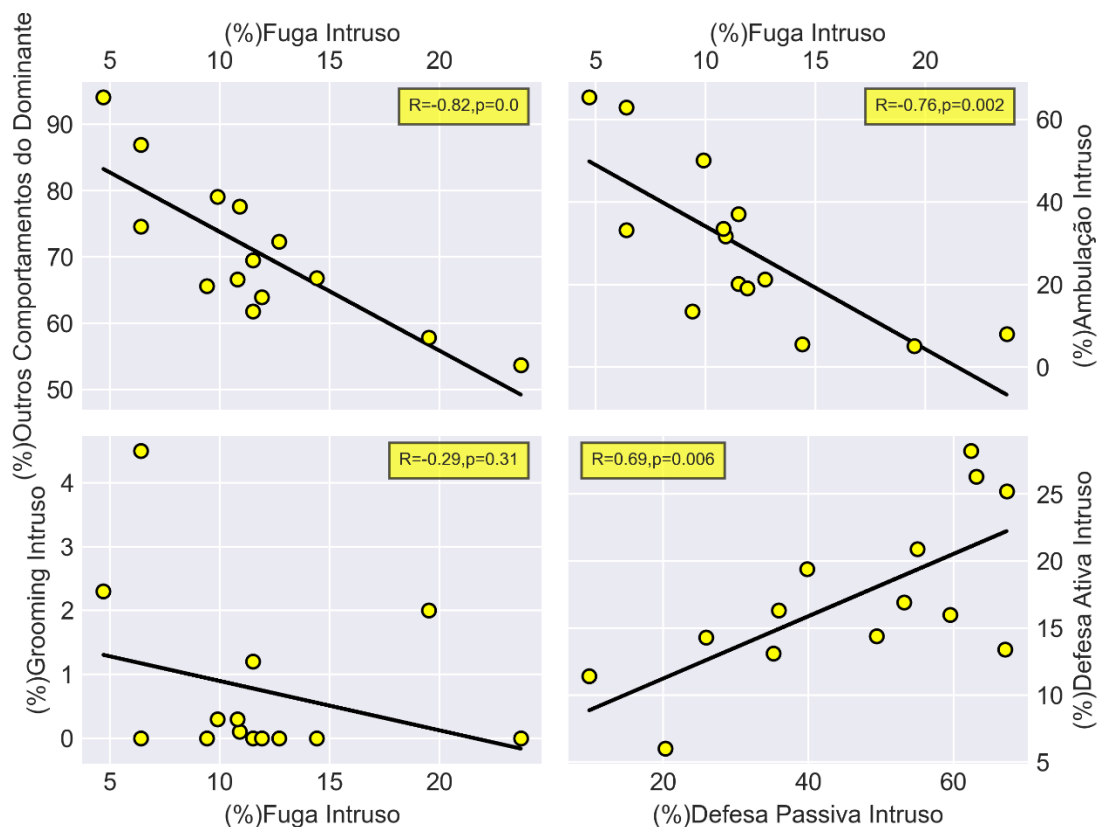 (%)Fuga Intruso
5 10 15 20
(%)Outros Comportamentos do Dominante
90
80
70
60
50
R=-0.82,p=0.0
(%)Fuga Intruso
5 10 15 20
R=-0.76,p=0.002
60
40
20
0
(%)Ambulação Intruso
(%)Grooming Intruso
4
3
2
1
0
R=-0.29,p=0.31
5 10 15 20
(%)Fuga Intruso
R=0.69,p=0.006
25
20
15
10
5
(%)Defesa Ativa Intruso
20 40 60
(%)Defesa Passiva Intruso